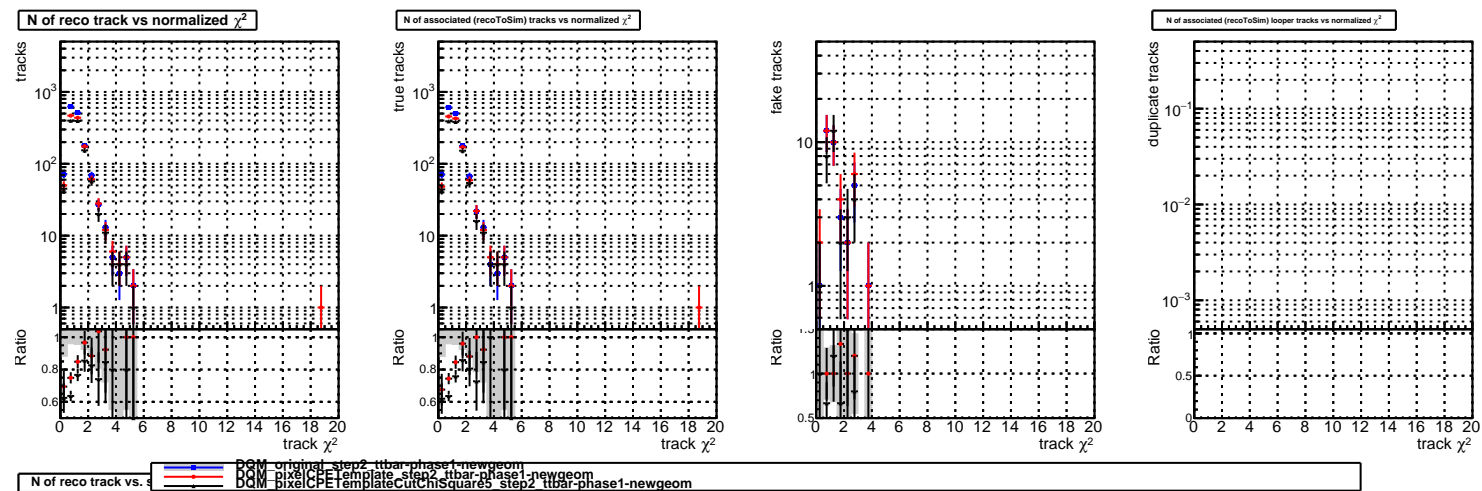 N of reco track vs normalized χ²
tracks
10³
10²
10
1
Ratio
1
0.8
0.6
0 2 4 6 8 10 12 14 16 18 20
track χ²
N of associated (recoToSim) tracks vs normalized χ²
true tracks
10³
10²
10
1
Ratio
1
0.8
0.6
0 2 4 6 8 10 12 14 16 18 20
track χ²
fake tracks
10
1
Ratio
1.5
1
0.5
0 2 4 6 8 10 12 14 16 18 20
track χ²
N of associated (recoToSim) looper tracks vs normalized χ²
duplicate tracks
10⁻¹
10⁻²
10⁻³
Ratio
1
0.5
0
0 2 4 6 8 10 12 14 16 18 20
track χ²
N of reco track vs. s
DQM_original_step2_ttbar-phase1-newgeom
DQM_pixelCPETemplate_step2_ttbar-phase1-newgeom
DQM_pixelCPETemplateCutChiSquare5_step2_ttbar-phase1-newgeom